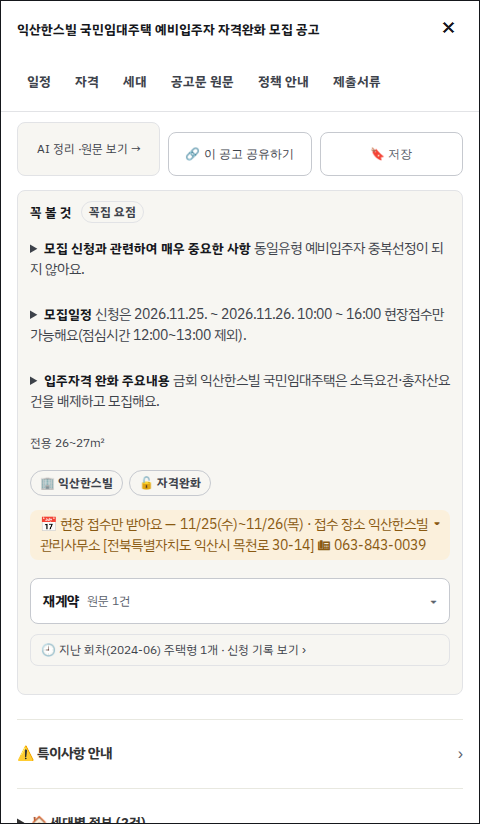 익산한스빌 국민임대주택 예비입주자 자격완화 모집 공고 ✕
일정 자격 세대 공고문 원문 정책 안내 제출서류
AI 정리 ·원문 보기 →
🔗 이 공고 공유하기
🔖 저장
꼭 볼 것 꼭집 요점
▶ 모집 신청과 관련하여 매우 중요한 사항 동일유형 예비입주자 중복선정이 되
지 않아요.
▶ 모집일정 신청은 2026.11.25. ~ 2026.11.26. 10:00 ~ 16:00 현장접수만
가능해요(점심시간 12:00~13:00 제외).
▶ 입주자격 완화 주요내용 금회 익산한스빌 국민임대주택은 소득요건·총자산요
건을 배제하고 모집해요.
전용 26~27㎡
🏢 익산한스빌 🔓 자격완화
📅 현장 접수만 받아요 — 11/25(수)~11/26(목) · 접수 장소 익산한스빌
관리사무소 [전북특별자치도 익산시 목천로 30-14] ☎ 063-843-0039
재계약 원문 1건
🕘 지난 회차(2024-06) 주택형 1개 · 신청 기록 보기 ›
⚠️ 특이사항 안내 ›
▶ 🏠 세대별 정보 (2건)